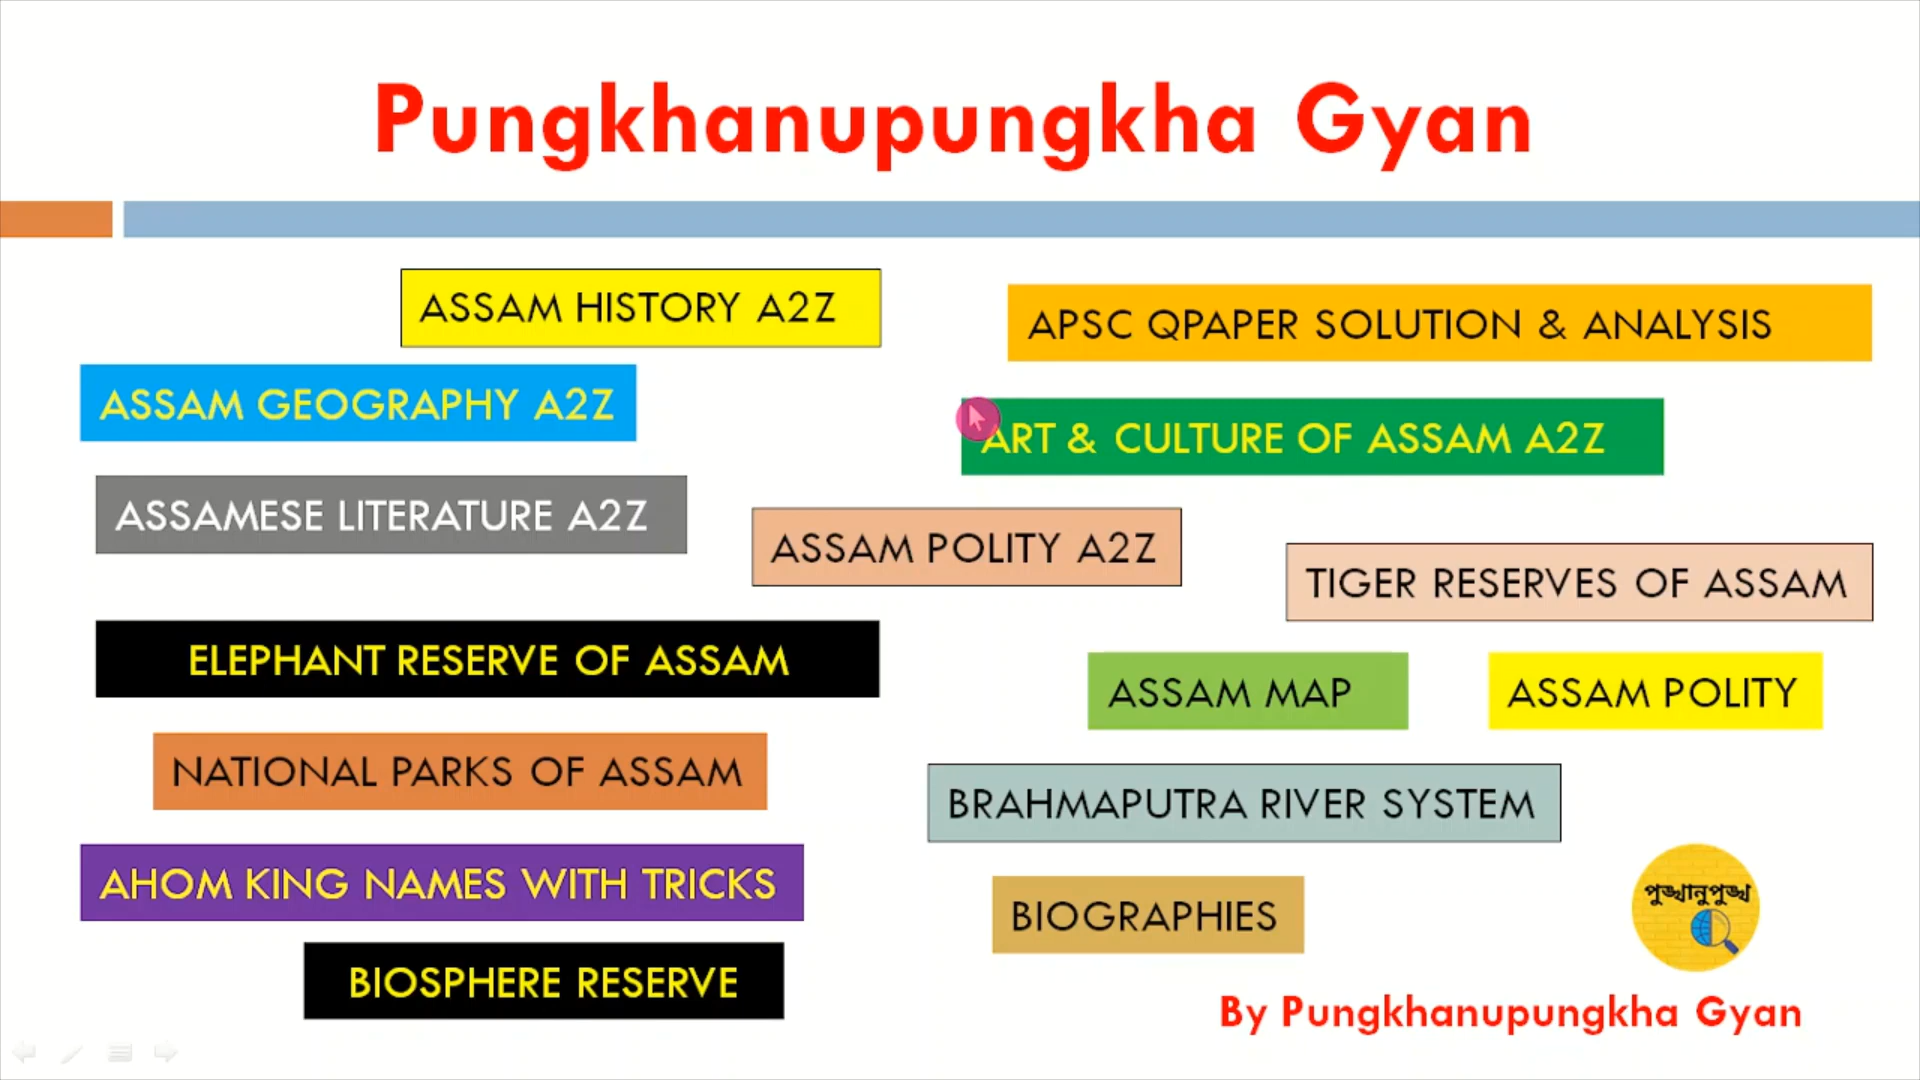 Pungkhanupungkha Gyan
ASSAM HISTORY A2Z
APSC QPAPER SOLUTION & ANALYSIS
ASSAM GEOGRAPHY A2Z
ART & CULTURE OF ASSAM A2Z
ASSAMESE LITERATURE A2Z
ASSAM POLITY A2Z
TIGER RESERVES OF ASSAM
ELEPHANT RESERVE OF ASSAM
ASSAM MAP
ASSAM POLITY
NATIONAL PARKS OF ASSAM
BRAHMAPUTRA RIVER SYSTEM
AHOM KING NAMES WITH TRICKS
BIOGRAPHIES
পুঙ্খানুপুঙ্খ
BIOSPHERE RESERVE
By Pungkhanupungkha Gyan